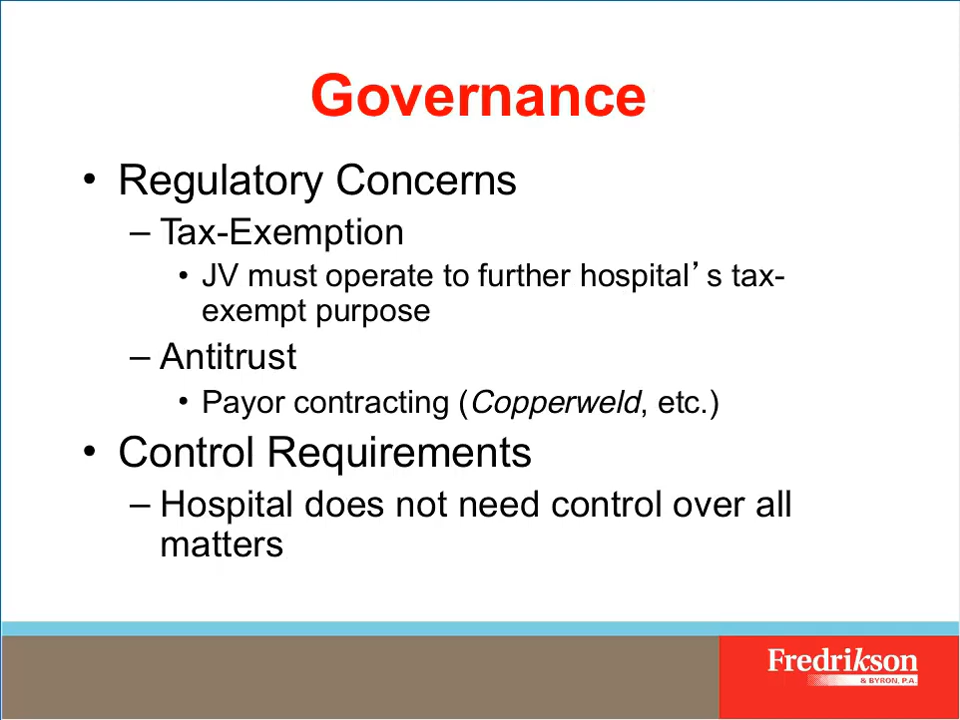 Governance
• Regulatory Concerns
– Tax-Exemption
• JV must operate to further hospital’s tax-
exempt purpose
– Antitrust
• Payor contracting (Copperweld, etc.)
• Control Requirements
– Hospital does not need control over all
matters
Fredrikson
& BYRON, P.A.